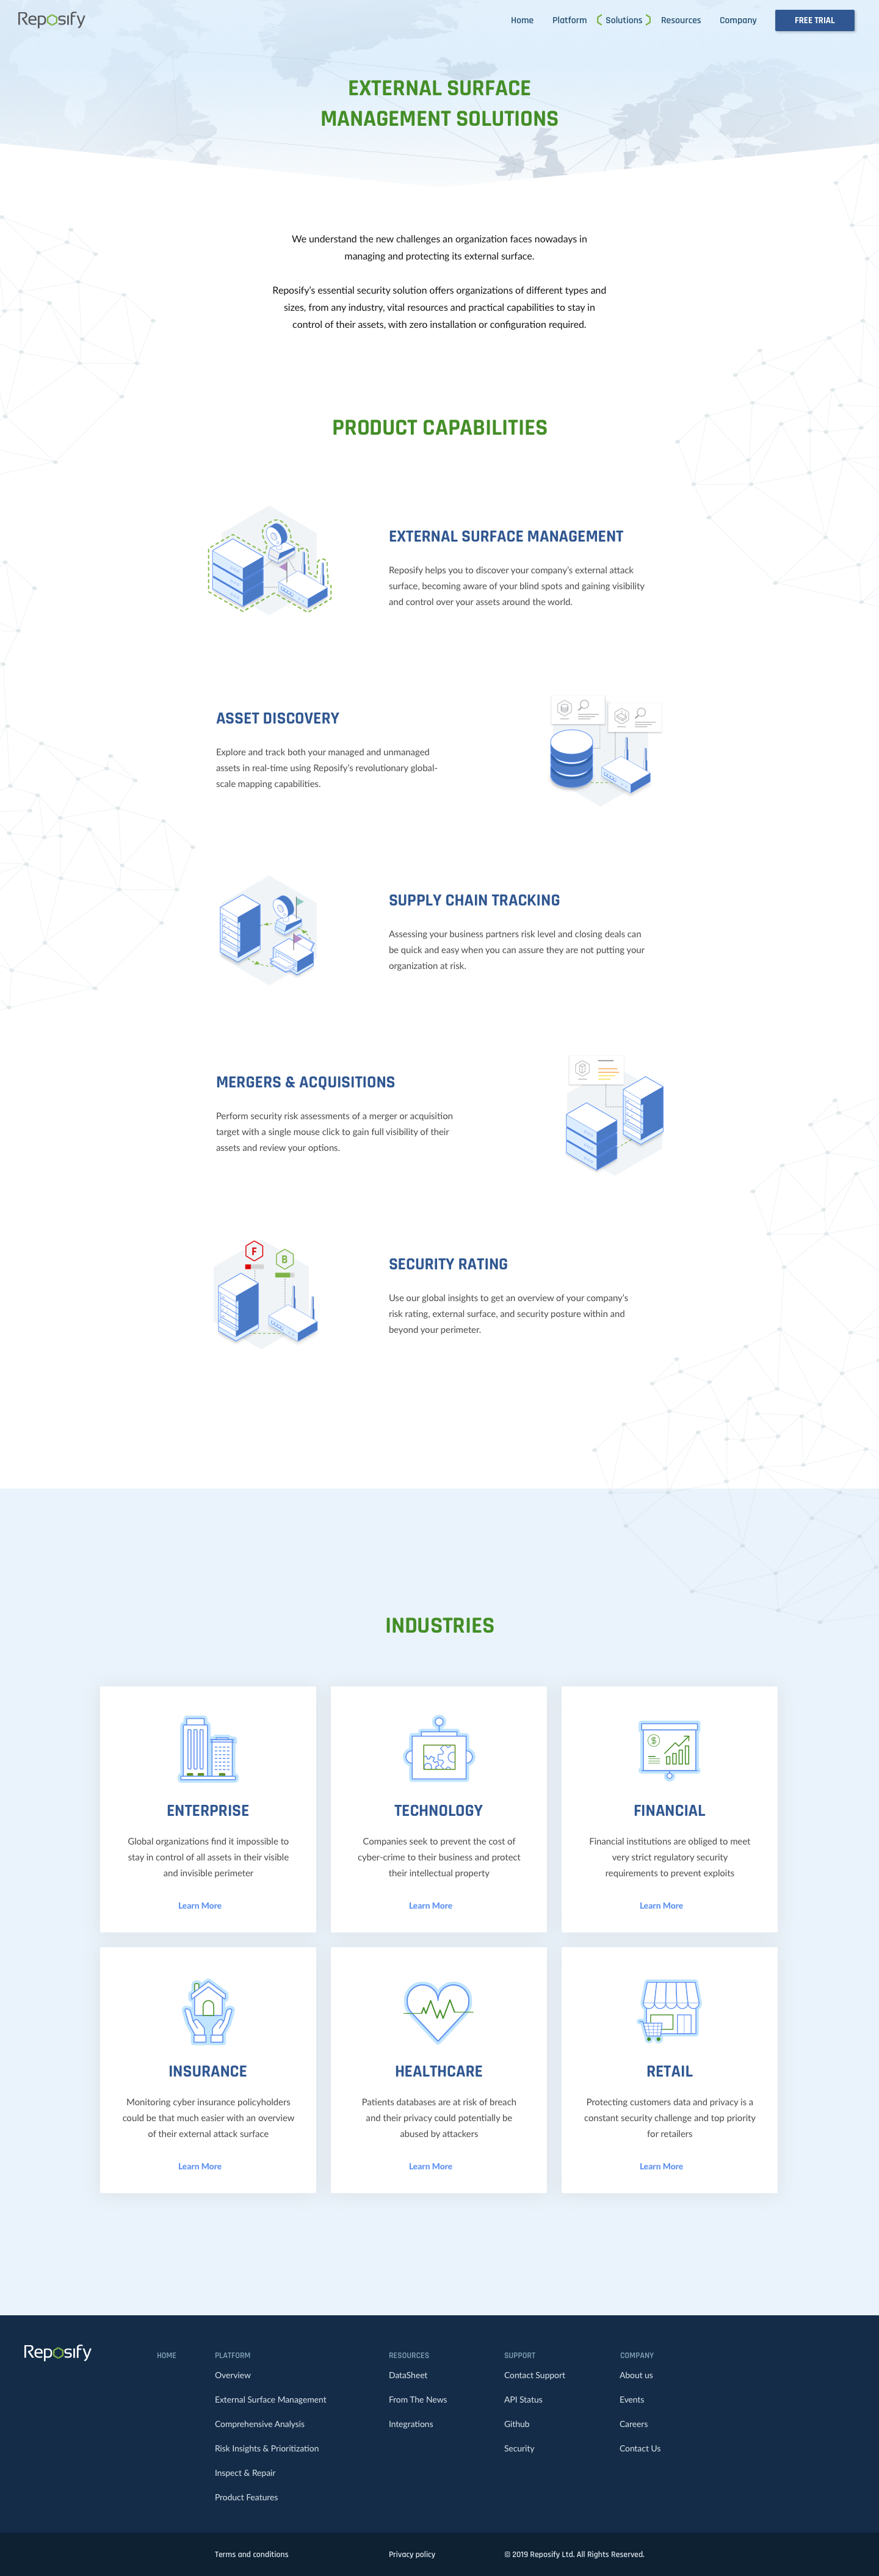 Reposify
Home Platform Solutions Resources Company FREE TRIAL
EXTERNAL SURFACE
MANAGEMENT SOLUTIONS
We understand the new challenges an organization faces nowadays in
managing and protecting its external surface.
Reposify's essential security solution offers organizations of different types and
sizes, from any industry, vital resources and practical capabilities to stay in
control of their assets, with zero installation or configuration required.
PRODUCT CAPABILITIES
EXTERNAL SURFACE MANAGEMENT
Reposify helps you to discover your company's external attack
surface, becoming aware of your blind spots and gaining visibility
and control over your assets around the world.
ASSET DISCOVERY
Explore and track both your managed and unmanaged
assets in real-time using Reposify's revolutionary global-
scale mapping capabilities.
SUPPLY CHAIN TRACKING
Assessing your business partners risk level and closing deals can
be quick and easy when you can assure they are not putting your
organization at risk.
MERGERS & ACQUISITIONS
Perform security risk assessments of a merger or acquisition
target with a single mouse click to gain full visibility of their
assets and review your options.
F
B
SECURITY RATING
Use our global insights to get an overview of your company's
risk rating, external surface, and security posture within and
beyond your perimeter.
INDUSTRIES
$
ENTERPRISE
Global organizations find it impossible to
stay in control of all assets in their visible
and invisible perimeter
Learn More
TECHNOLOGY
Companies seek to prevent the cost of
cyber-crime to their business and protect
their intellectual property
Learn More
FINANCIAL
Financial institutions are obliged to meet
very strict regulatory security
requirements to prevent exploits
Learn More
INSURANCE
Monitoring cyber insurance policyholders
could be that much easier with an overview
of their external attack surface
Learn More
HEALTHCARE
Patients databases are at risk of breach
and their privacy could potentially be
abused by attackers
Learn More
RETAIL
Protecting customers data and privacy is a
constant security challenge and top priority
for retailers
Learn More
Reposify
HOME
PLATFORM
Overview
External Surface Management
Comprehensive Analysis
Risk Insights & Prioritization
Inspect & Repair
Product Features
RESOURCES
DataSheet
From The News
Integrations
SUPPORT
Contact Support
API Status
Github
Security
COMPANY
About us
Events
Careers
Contact Us
Terms and conditions
Privacy policy
© 2019 Reposify Ltd. All Rights Reserved.